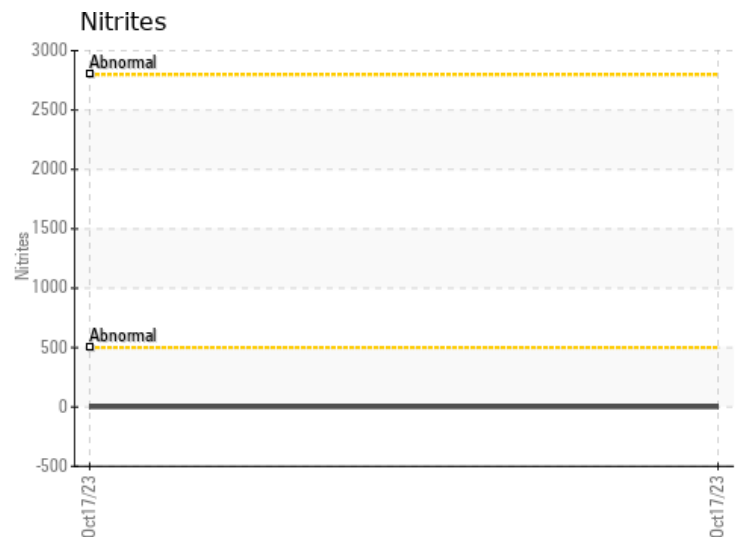 Nitrites
3000
Abnormal
2500
2000
1500
Nitrites
1000
Abnormal
500
0
-500
Oct17/23
Oct17/23